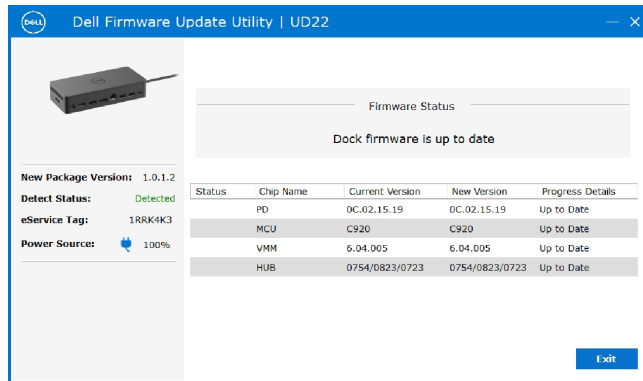 DELL
Dell Firmware Update Utility | UD22
Firmware Status
Dock firmware is up to date
New Package Version: 1.0.1.2
Detect Status: Detected
eService Tag: 1RRK4K3
Power Source: 100%
Status Chip Name Current Version New Version Progress Details
PD 0C.02.15.19 0C.02.15.19 Up to Date
MCU C920 C920 Up to Date
VMM 6.04.005 6.04.005 Up to Date
HUB 0754/0823/0723 0754/0823/0723 Up to Date
Exit